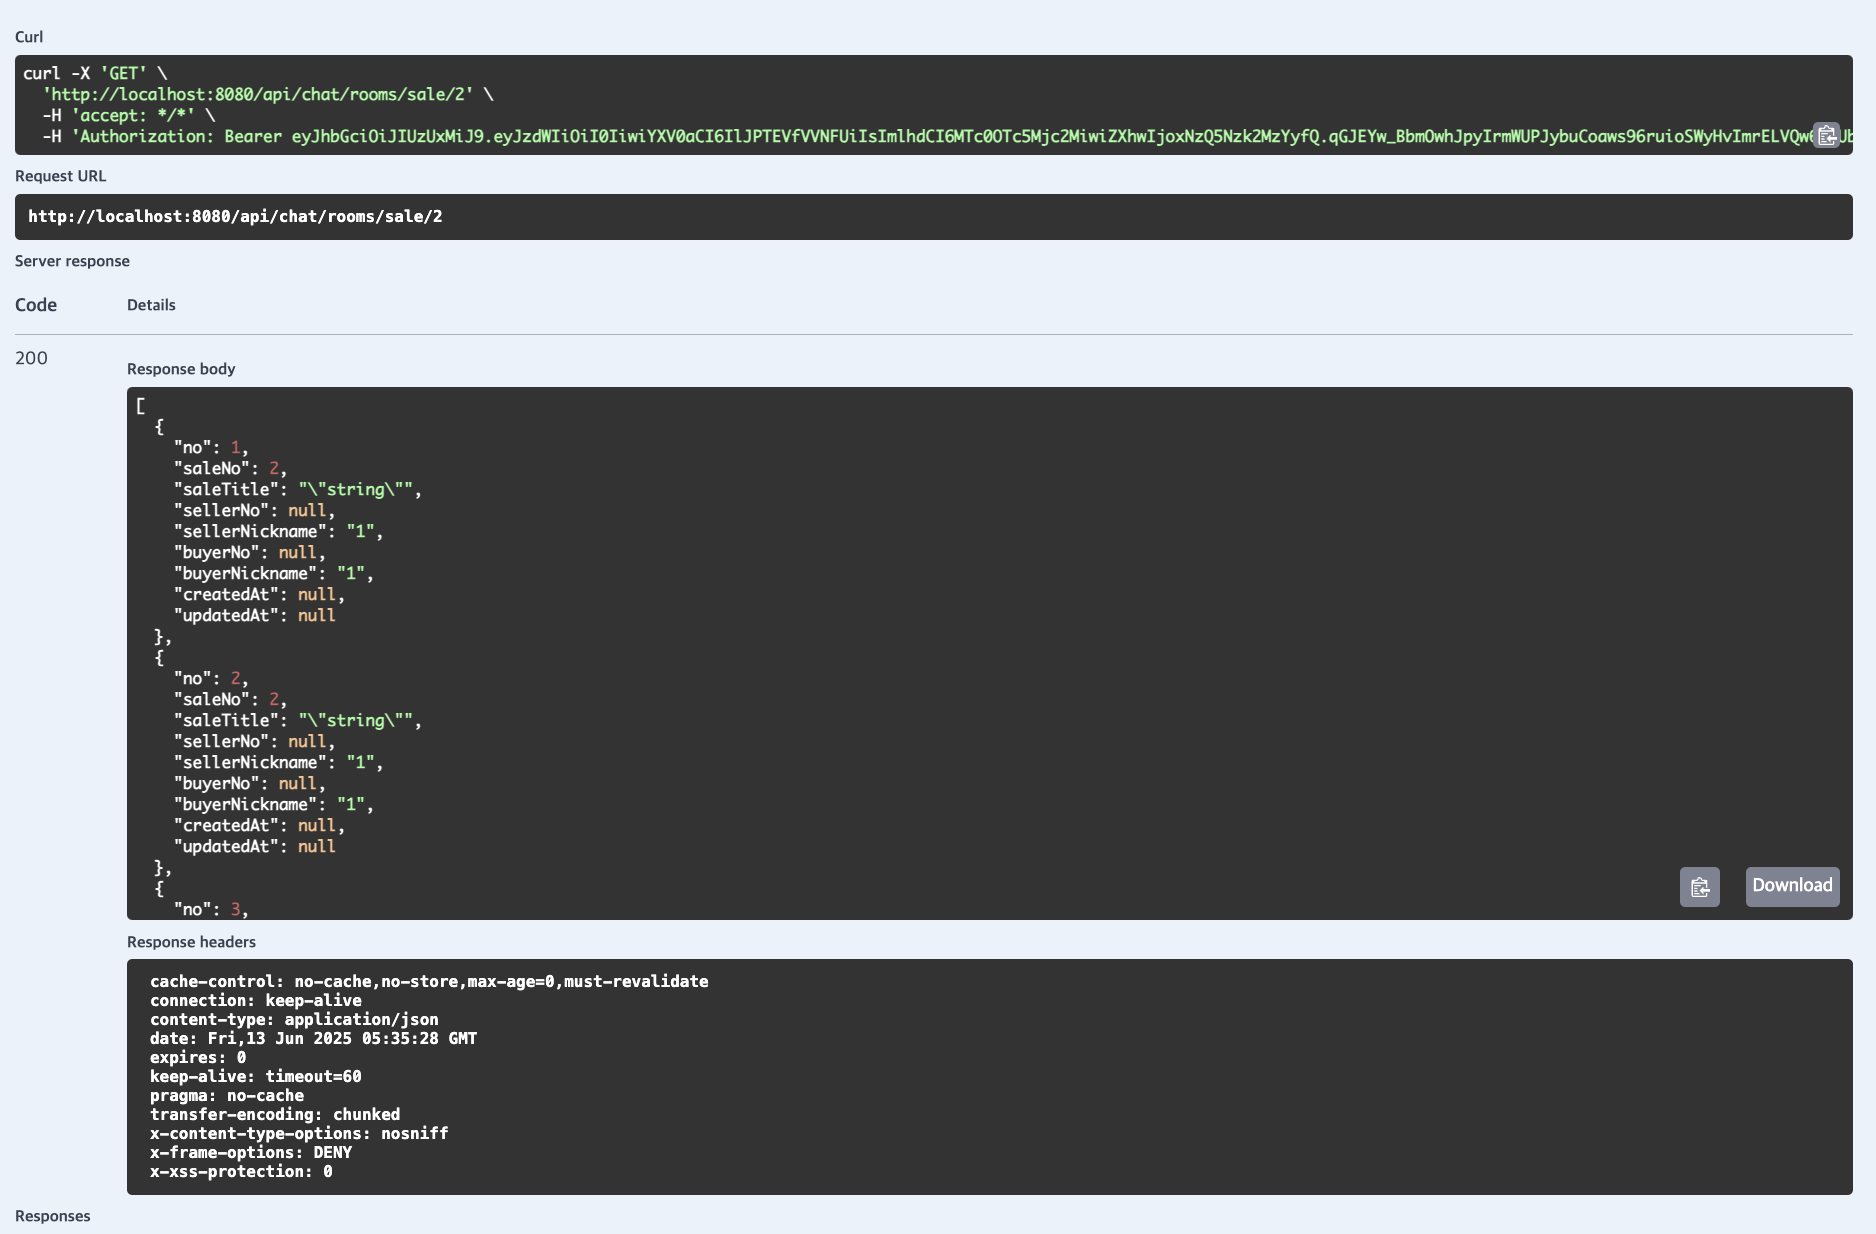 Curl
curl -X 'GET' \
'http://localhost:8080/api/chat/rooms/sale/2' \
-H 'accept: */*' \
-H 'Authorization: Bearer
Request URL
http://localhost:8080/api/chat/rooms/sale/2
Server response
Code Details
200
Response body
[
{
"no": 1,
"saleNo": 2,
"saleTitle": "\"string\"",
"sellerNo": null,
"sellerNickname": "1",
"buyerNo": null,
"buyerNickname": "1",
"createdAt": null,
"updatedAt": null
},
{
"no": 2,
"saleNo": 2,
"saleTitle": "\"string\"",
"sellerNo": null,
"sellerNickname": "1",
"buyerNo": null,
"buyerNickname": "1",
"createdAt": null,
"updatedAt": null
},
{
"no": 3,
Download
Response headers
cache-control: no-cache,no-store,max-age=0,must-revalidate
connection: keep-alive
content-type: application/json
date: Fri,13 Jun 2025 05:35:28 GMT
expires: 0
keep-alive: timeout=60
pragma: no-cache
transfer-encoding: chunked
x-content-type-options: nosniff
x-frame-options: DENY
x-xss-protection: 0
Responses